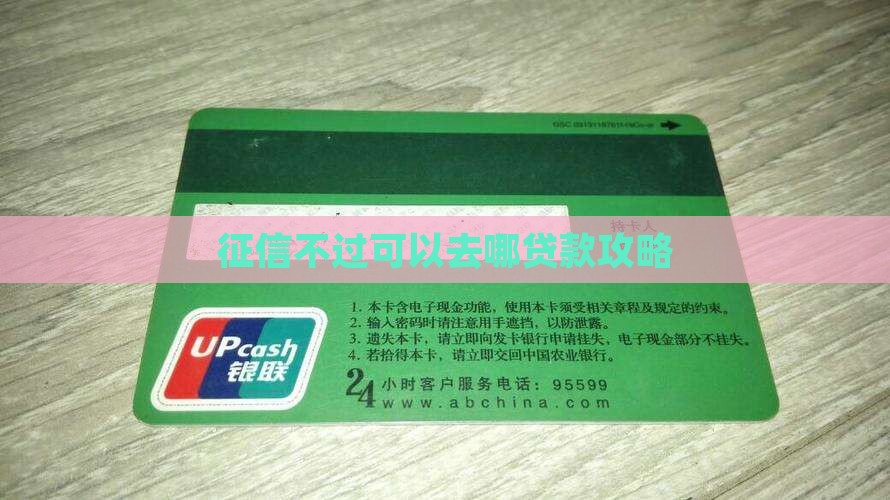 持卡人
征信不过可以去哪贷款攻略
1. 本卡含电子现金功能，使用本卡须受相关章程及规定的约束。
2. 输入密码时请注意用手遮挡，以防泄露。
3. 遗失本卡，请立即向发卡银行申请挂失，电子现金部分不挂失。
4. 若拾得本卡，请立即交回中国农业银行。
UPcash
银联
24小时客户服务电话：95599
www.abchina.com